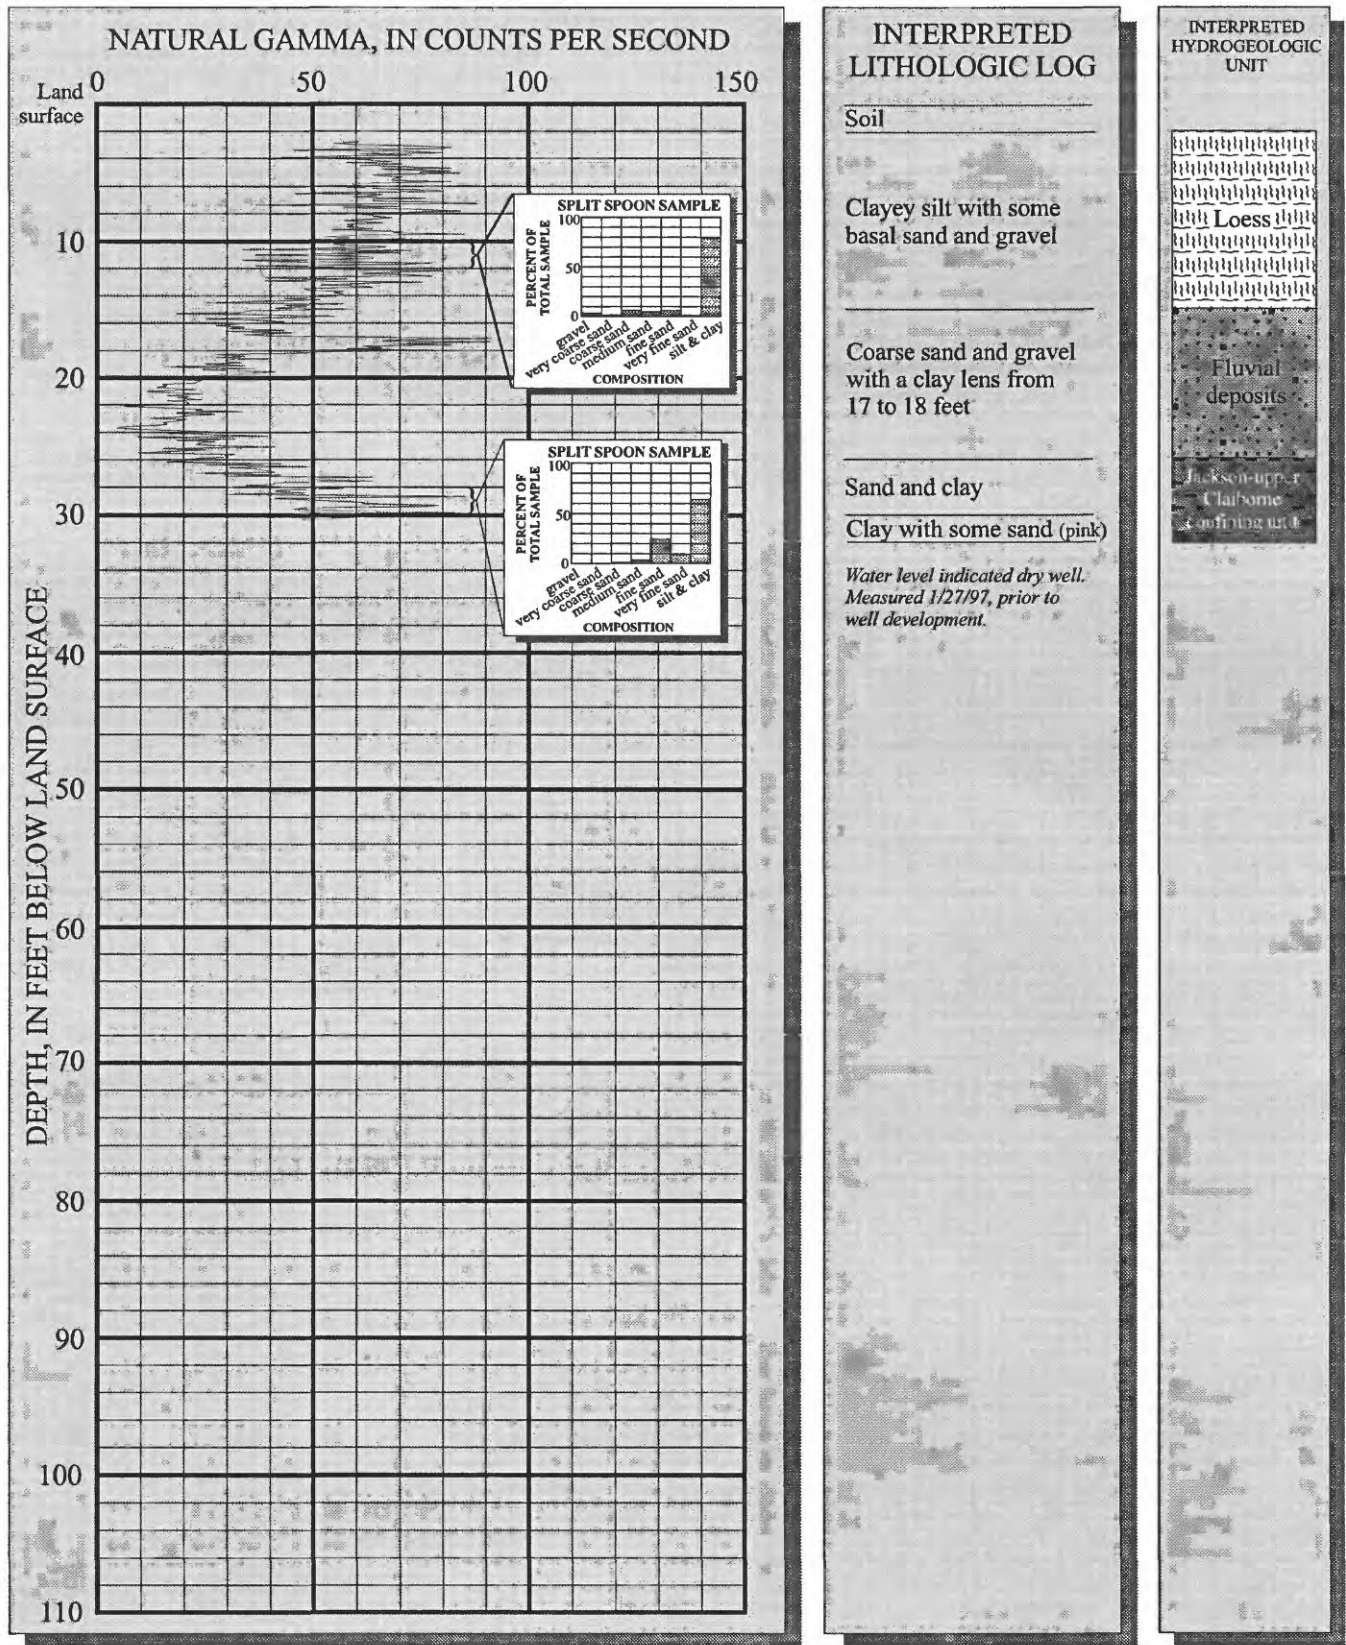 NATURAL GAMMA, IN COUNTS PER SECOND
0 50 100 150
Land
surface
10
20
30
40
50
60
70
80
90
100
110
DEPTH, IN FEET BELOW LAND SURFACE
SPLIT SPOON SAMPLE
PERCENT OF
TOTAL SAMPLE
100
50
0
gravel
very coarse sand
coarse sand
medium sand
fine sand
very fine sand
silt & clay
COMPOSITION
SPLIT SPOON SAMPLE
PERCENT OF
TOTAL SAMPLE
100
50
0
gravel
very coarse sand
coarse sand
medium sand
fine sand
very fine sand
silt & clay
COMPOSITION
INTERPRETED
LITHOLOGIC LOG
Soil
Clayey silt with some
basal sand and gravel
Coarse sand and gravel
with a clay lens from
17 to 18 feet
Sand and clay
Clay with some sand (pink)
Water level indicated dry well.
Measured 1/27/97, prior to
well development.
INTERPRETED
HYDROGEOLOGIC
UNIT
Loess
Fluvial
deposits
Jackson-upper
Claiborne
confining unit